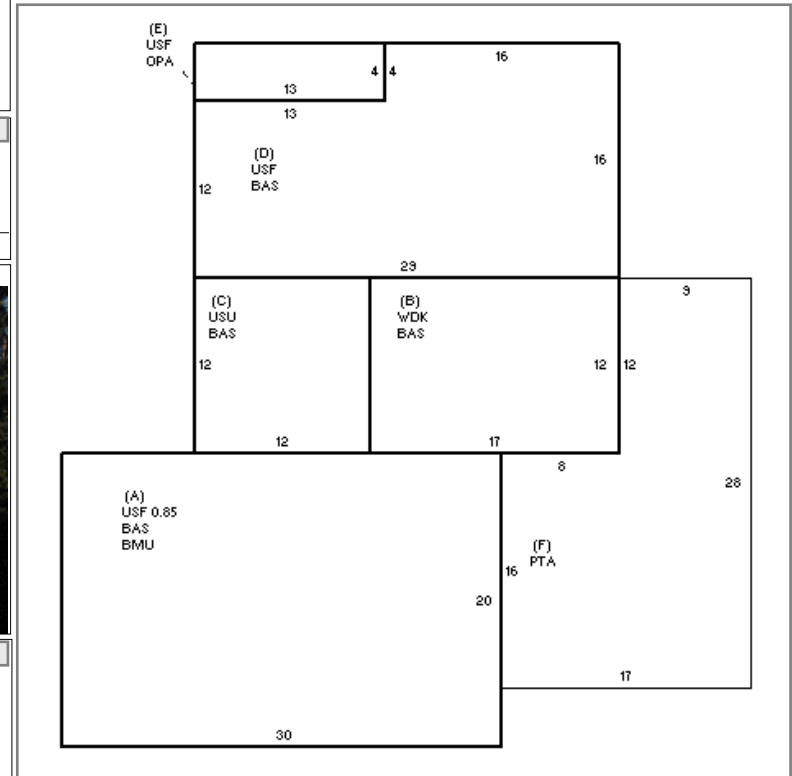 (E)
USF
OPA
16
4 4
13
13
(D)
USF
BAS
16
12
29
9
(C)
USU
BAS
(B)
WDK
BAS
12
12 12
12
17
8
28
(A)
USF 0.85
BAS
BMU
(F)
PTA
16
20
17
30